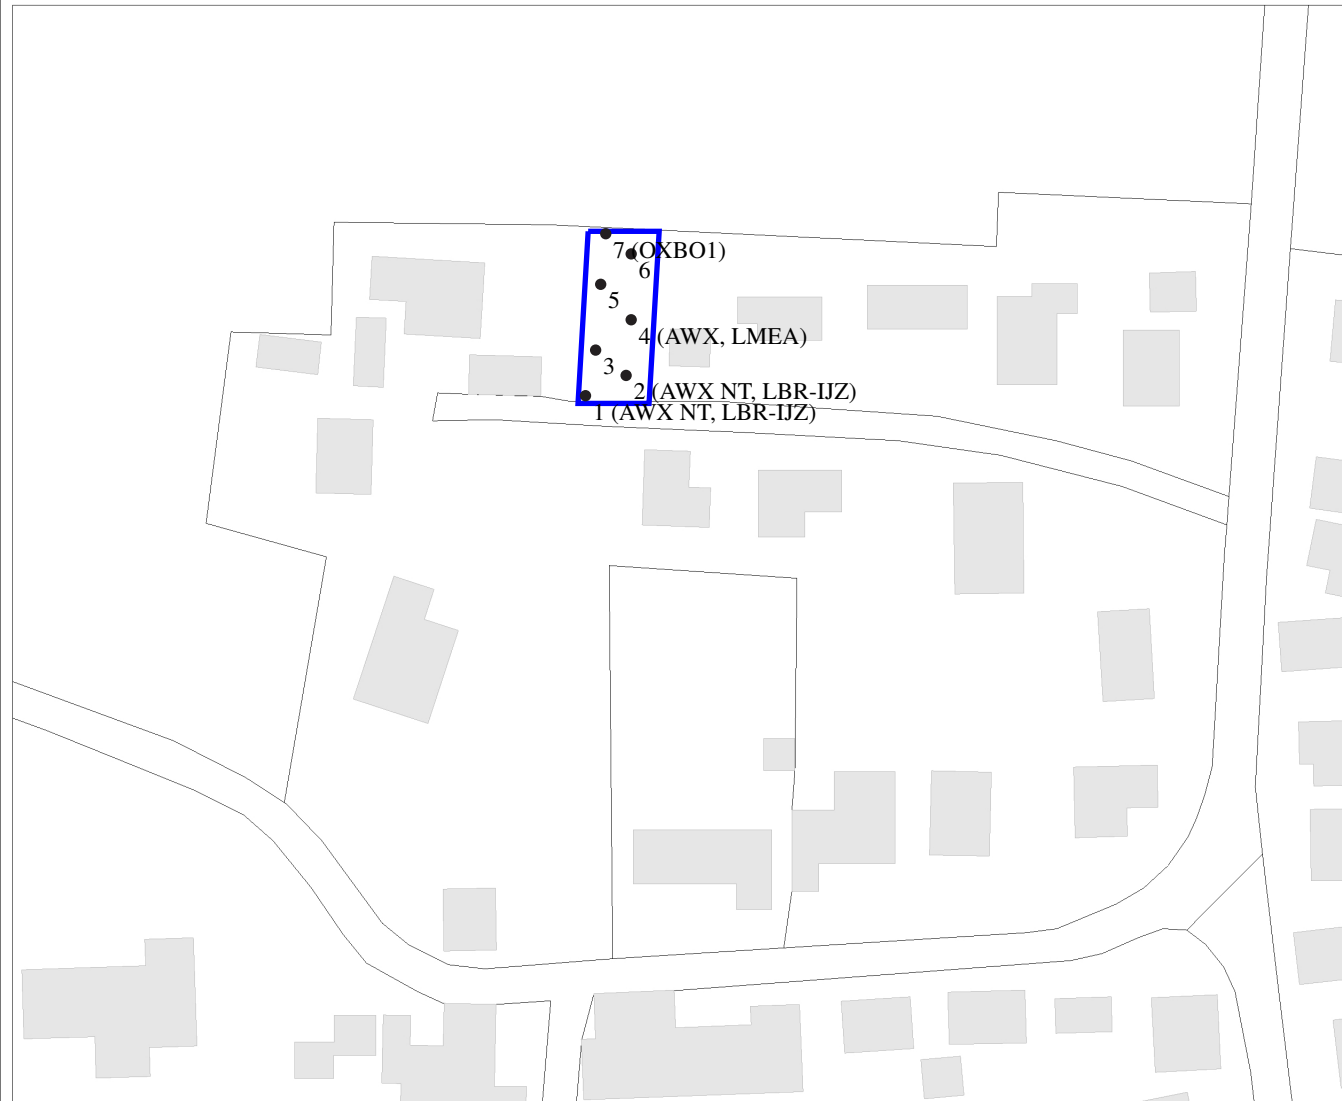 7 (OXBO1)
6
5
4 (AWX, LMEA)
3
2 (AWX NT, LBR-IJZ)
1 (AWX NT, LBR-IJZ)